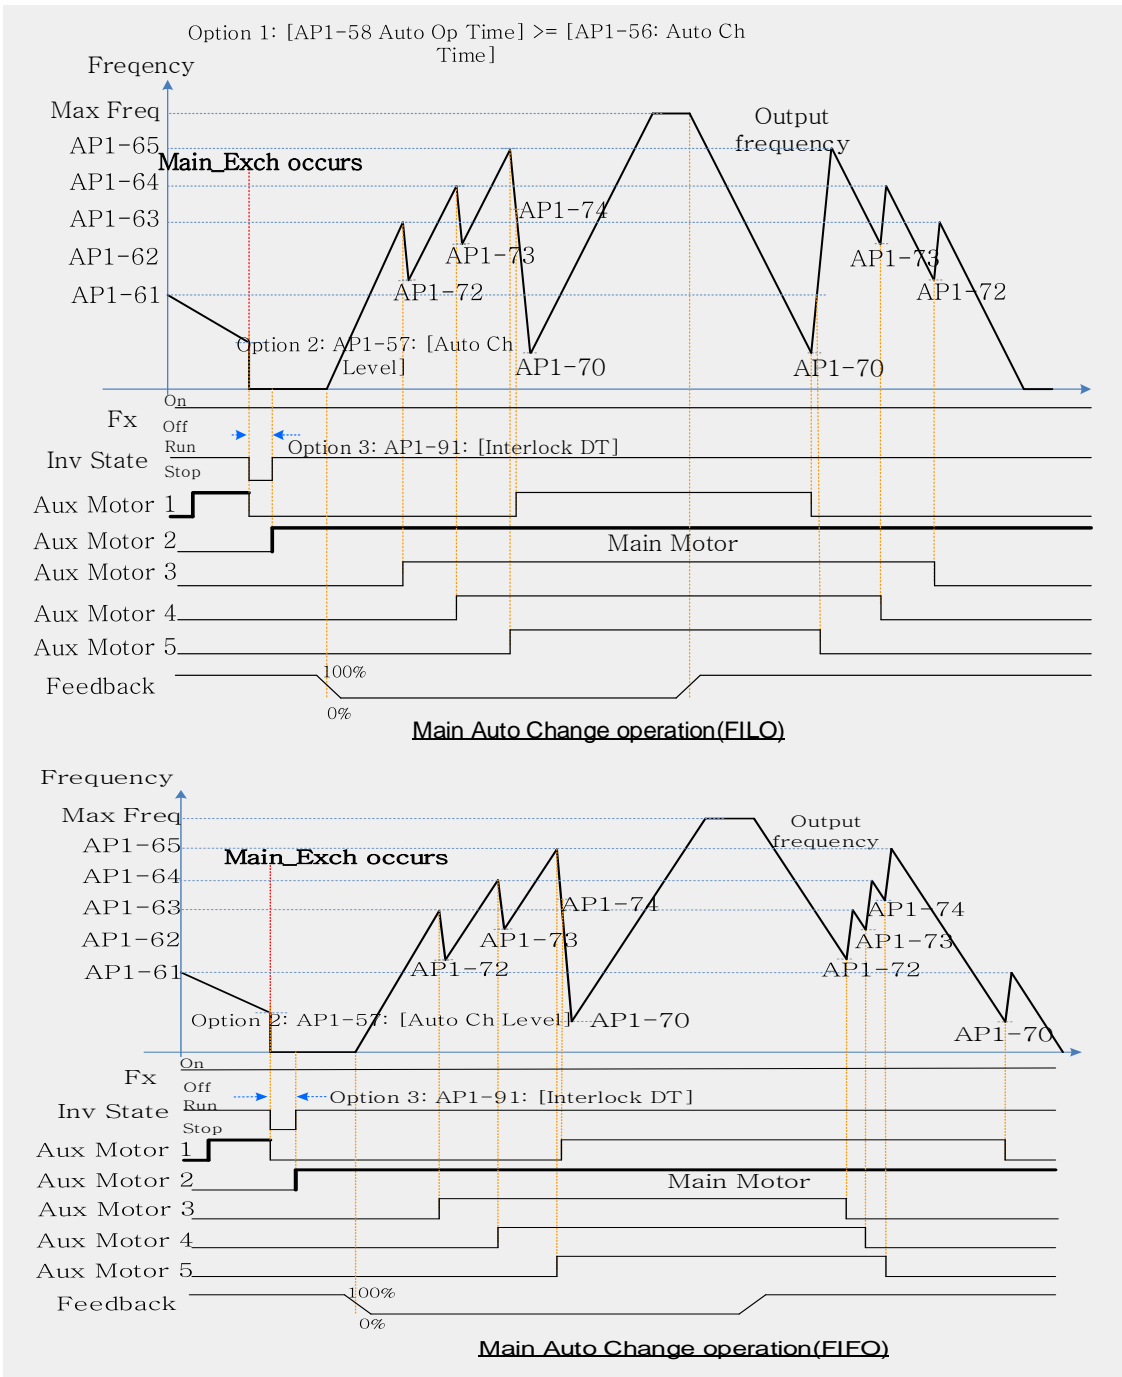 Option 1: [AP1-58 Auto Op Time] >= [AP1-56: Auto Ch
Time]
Freqency
Max Freq
Output
frequency
AP1-65
Main_Exch occurs
AP1-64
AP1-74
AP1-63
AP1-73
AP1-73
AP1-62
AP1-72
AP1-72
AP1-61
Option 2: AP1-57: [Auto Ch
Level]
AP1-70
AP1-70
On
Fx
Off
Run
Option 3: AP1-91: [Interlock DT]
Inv State
Stop
Aux Motor 1
Aux Motor 2
Main Motor
Aux Motor 3
Aux Motor 4
Aux Motor 5
100%
Feedback
0%
Main Auto Change operation(FILO)
Frequency
Max Freq
Output
frequency
AP1-65
Main_Exch occurs
AP1-64
AP1-74
AP1-74
AP1-63
AP1-73
AP1-73
AP1-62
AP1-72
AP1-72
AP1-61
Option 2: AP1-57: [Auto Ch Level]
AP1-70
AP1-70
On
Fx
Off
Option 3: AP1-91: [Interlock DT]
Run
Inv State
Stop
Aux Motor 1
Aux Motor 2
Main Motor
Aux Motor 3
Aux Motor 4
Aux Motor 5
100%
Feedback
0%
Main Auto Change operation(FIFO)